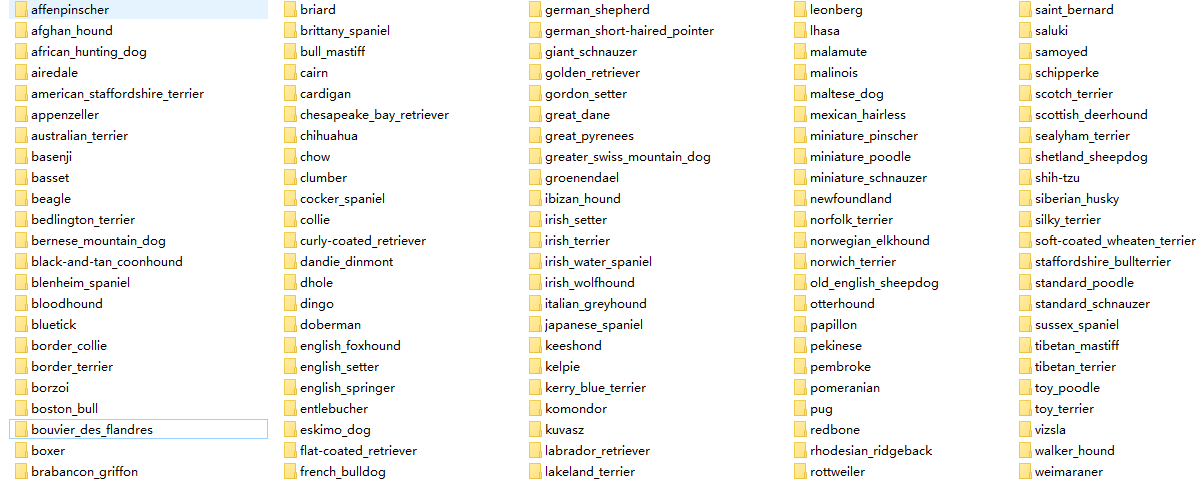 affenpinscher
afghan_hound
african_hunting_dog
airedale
american_staffordshire_terrier
appenzeller
australian_terrier
basenji
basset
beagle
bedlington_terrier
bernese_mountain_dog
black-and-tan_coonhound
blenheim_spaniel
bloodhound
bluetick
border_collie
border_terrier
borzoi
boston_bull
bouvier_des_flandres
boxer
brabancon_griffon
briard
brittany_spaniel
bull_mastiff
cairn
cardigan
chesapeake_bay_retriever
chihuahua
chow
clumber
cocker_spaniel
collie
curly-coated_retriever
dandie_dinmont
dhole
dingo
doberman
english_foxhound
english_setter
english_springer
entlebucher
eskimo_dog
flat-coated_retriever
french_bulldog
german_shepherd
german_short-haired_pointer
giant_schnauzer
golden_retriever
gordon_setter
great_dane
great_pyrenees
greater_swiss_mountain_dog
groenendael
ibizan_hound
irish_setter
irish_terrier
irish_water_spaniel
irish_wolfhound
italian_greyhound
japanese_spaniel
keeshond
kelpie
kerry_blue_terrier
komondor
kuvasz
labrador_retriever
lakeland_terrier
leonberg
lhasa
malamute
malinois
maltese_dog
mexican_hairless
miniature_pinscher
miniature_poodle
miniature_schnauzer
newfoundland
norfolk_terrier
norwegian_elkhound
norwich_terrier
old_english_sheepdog
otterhound
papillon
pekinese
pembroke
pomeranian
pug
redbone
rhodesian_ridgeback
rottweiler
saint_bernard
saluki
samoyed
schipperke
scotch_terrier
scottish_deerhound
sealyham_terrier
shetland_sheepdog
shih-tzu
siberian_husky
silky_terrier
soft-coated_wheaten_terrier
staffordshire_bullterrier
standard_poodle
standard_schnauzer
sussex_spaniel
tibetan_mastiff
tibetan_terrier
toy_poodle
toy_terrier
vizsla
walker_hound
weimaraner